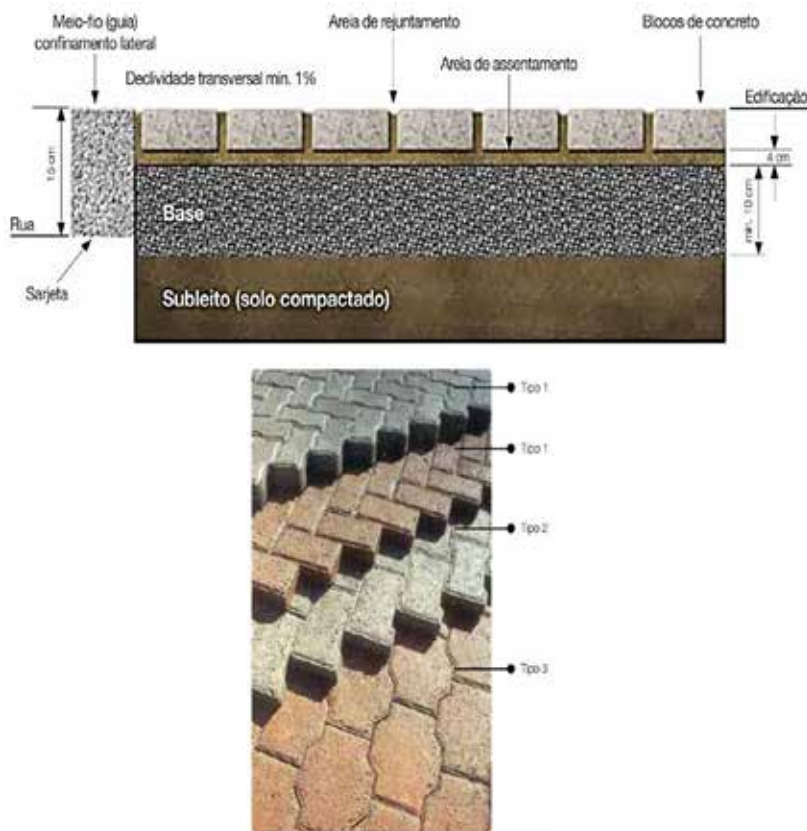 Meio-fio (guia)
confinamento lateral
Areia de rejuntamento
Blocos de concreto
Declividade transversal min. 1%
Areia de assentamento
Edificação
15 cm
4 cm
Base
min. 10 cm
Rua
Sarjeta
Subleito (solo compactado)
Tipo 1
Tipo 1
Tipo 2
Tipo 3